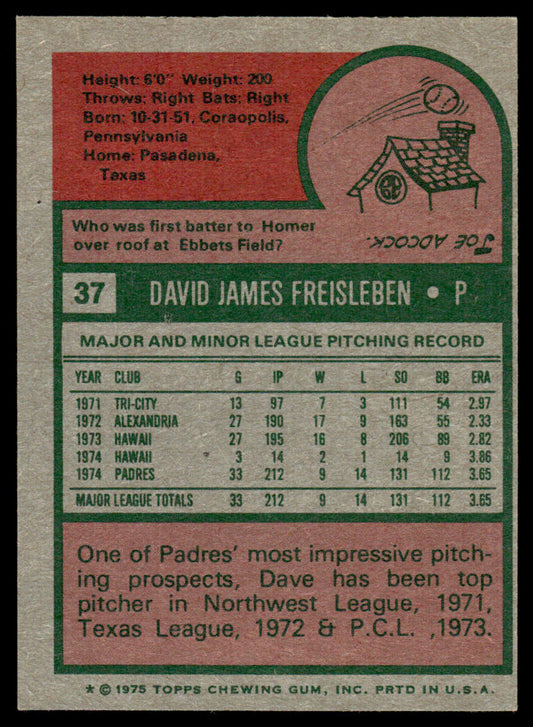 Height: 6'0" Weight: 200
Throws: Right Bats: Right
Born: 10-31-51, Coraopolis,
Pennsylvania
Home: Pasadena,
Texas
Who was first batter to Homer
over roof at Ebbets Field?
JOE ADCOCK.
37 DAVID JAMES FREISLEBEN • P.
MAJOR AND MINOR LEAGUE PITCHING RECORD
YEAR CLUB G IP W L SO BB ERA
1971 TRI-CITY 13 97 7 3 111 54 2.97
1972 ALEXANDRIA 27 190 17 9 163 55 2.33
1973 HAWAII 27 195 16 8 206 89 2.82
1974 HAWAII 3 14 2 1 14 9 3.86
1974 PADRES 33 212 9 14 131 112 3.65
MAJOR LEAGUE TOTALS 33 212 9 14 131 112 3.65
One of Padres' most impressive pitch-
ing prospects, Dave has been top
pitcher in Northwest League, 1971,
Texas League, 1972 & P.C.L. ,1973.
* © 1975 TOPPS CHEWING GUM, INC. PRTD IN U.S.A.